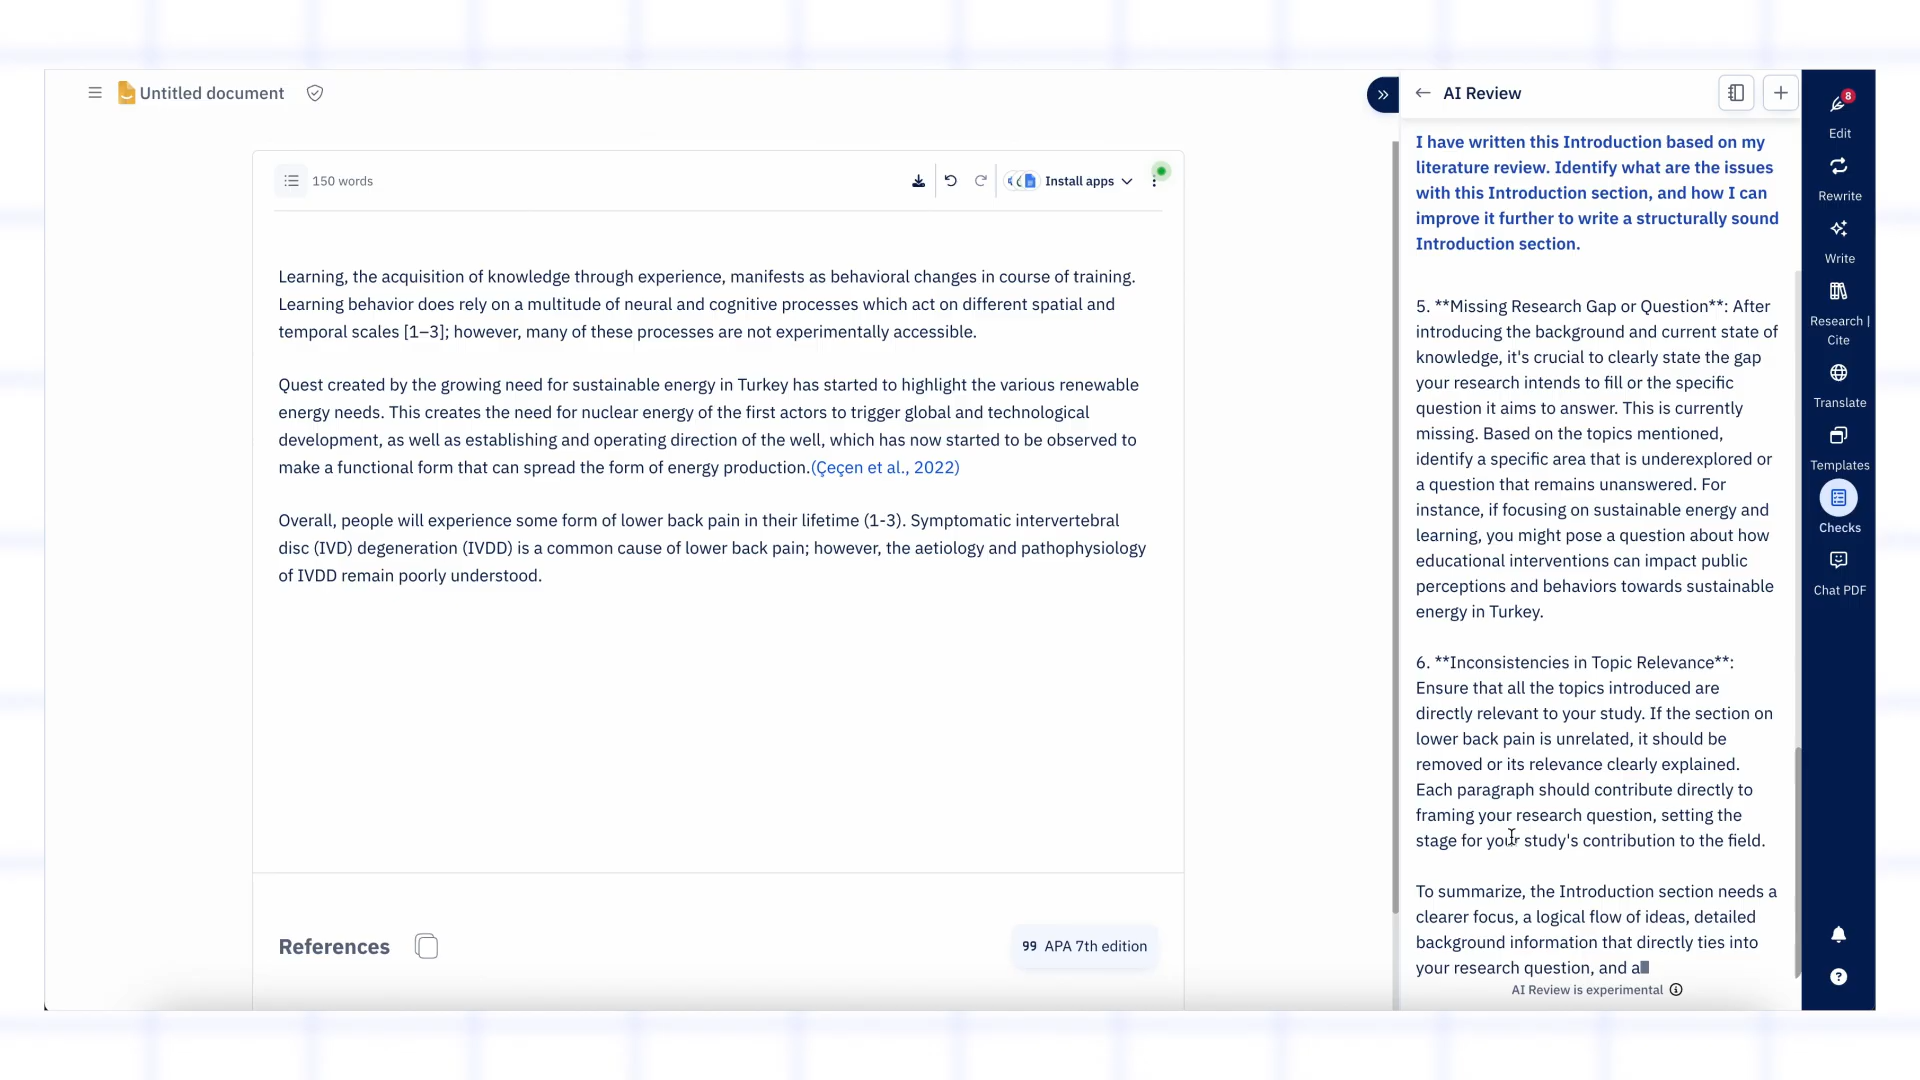 Untitled document
150 words
Install apps
Learning, the acquisition of knowledge through experience, manifests as behavioral changes in course of training.
Learning behavior does rely on a multitude of neural and cognitive processes which act on different spatial and
temporal scales [1–3]; however, many of these processes are not experimentally accessible.
Quest created by the growing need for sustainable energy in Turkey has started to highlight the various renewable
energy needs. This creates the need for nuclear energy of the first actors to trigger global and technological
development, as well as establishing and operating direction of the well, which has now started to be observed to
make a functional form that can spread the form of energy production.(Çeçen et al., 2022)
Overall, people will experience some form of lower back pain in their lifetime (1-3). Symptomatic intervertebral
disc (IVD) degeneration (IVDD) is a common cause of lower back pain; however, the aetiology and pathophysiology
of IVDD remain poorly understood.
References
99 APA 7th edition
AI Review
I have written this Introduction based on my
literature review. Identify what are the issues
with this Introduction section, and how I can
improve it further to write a structurally sound
Introduction section.
5. **Missing Research Gap or Question**: After
introducing the background and current state of
knowledge, it's crucial to clearly state the gap
your research intends to fill or the specific
question it aims to answer. This is currently
missing. Based on the topics mentioned,
identify a specific area that is underexplored or
a question that remains unanswered. For
instance, if focusing on sustainable energy and
learning, you might pose a question about how
educational interventions can impact public
perceptions and behaviors towards sustainable
energy in Turkey.
6. **Inconsistencies in Topic Relevance**:
Ensure that all the topics introduced are
directly relevant to your study. If the section on
lower back pain is unrelated, it should be
removed or its relevance clearly explained.
Each paragraph should contribute directly to
framing your research question, setting the
stage for your study's contribution to the field.
To summarize, the Introduction section needs a
clearer focus, a logical flow of ideas, detailed
background information that directly ties into
your research question, and a
AI Review is experimental
8
Edit
Rewrite
Write
Research |
Cite
Translate
Templates
Checks
Chat PDF
?